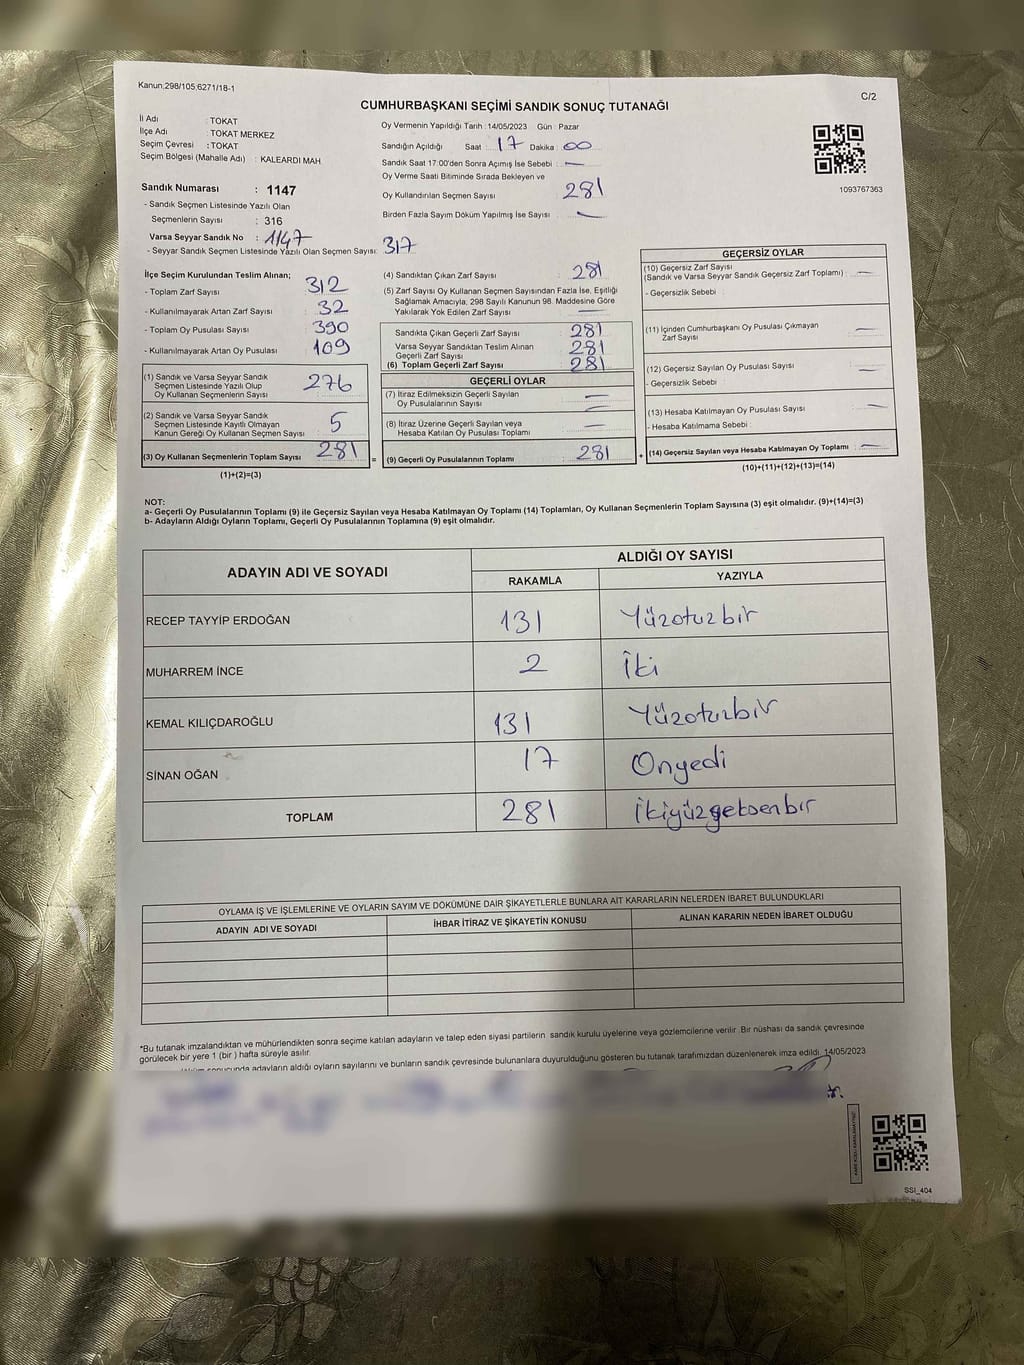 Kanun;298/105;6271/18-1
C/2
CUMHURBAŞKANI SEÇİMİ SANDIK SONUÇ TUTANAĞI
İl Adı : TOKAT
İlçe Adı : TOKAT MERKEZ
Seçim Çevresi : TOKAT
Seçim Bölgesi (Mahalle Adı) : KALEARDI MAH
Sandık Numarası : 1147
- Sandık Seçmen Listesinde Yazılı Olan
Seçmenlerin Sayısı : 316
Varsa Seyyar Sandık No : 1147
- Seyyar Sandık Seçmen Listesinde Yazılı Olan Seçmen Sayısı: 317
Oy Vermenin Yapıldığı Tarih :14/05/2023 Gün : Pazar
Sandığın Açıldığı Saat 17 Dakika : 00
Sandık Saat 17:00'den Sonra Açımış İse Sebebi : —
Oy Verme Saati Bitiminde Sırada Bekleyen ve
Oy Kullandırılan Seçmen Sayısı 281
Birden Fazla Sayım Döküm Yapılmış İse Sayısı : —
1093767363
İlçe Seçim Kurulundan Teslim Alınan;
- Toplam Zarf Sayısı 312
- Kullanılmayarak Artan Zarf Sayısı 32
- Toplam Oy Pusulası Sayısı 390
- Kullanılmayarak Artan Oy Pusulası 109
(1) Sandık ve Varsa Seyyar Sandık
Seçmen Listesinde Yazılı Olup
Oy Kullanan Seçmenlerin Sayısı 276
(2) Sandık ve Varsa Seyyar Sandık
Seçmen Listesinde Kayıtlı Olmayan
Kanun Gereği Oy Kullanan Seçmen Sayısı 5
(3) Oy Kullanan Seçmenlerin Toplam Sayısı 281 =
(1)+(2)=(3)
(4) Sandıktan Çıkan Zarf Sayısı : 281
(5) Zarf Sayısı Oy Kullanan Seçmen Sayısından Fazla İse, Eşitliği
Sağlamak Amacıyla, 298 Sayılı Kanunun 98. Maddesine Göre
Yakılarak Yok Edilen Zarf Sayısı : —
Sandıkta Çıkan Geçerli Zarf Sayısı 281
Varsa Seyyar Sandıktan Teslim Alınan
Geçerli Zarf Sayısı 281
(6) Toplam Geçerli Zarf Sayısı 281
GEÇERLİ OYLAR
(7) İtiraz Edilmeksizin Geçerli Sayılan
Oy Pusulalarının Sayısı —
(8) İtiraz Üzerine Geçerli Sayılan veya
Hesaba Katılan Oy Pusulası Toplamı —
(9) Geçerli Oy Pusulalarının Toplamı 281 +
GEÇERSİZ OYLAR
(10) Geçersiz Zarf Sayısı
(Sandık ve Varsa Seyyar Sandık Geçersiz Zarf Toplamı) : —
- Geçersizlik Sebebi :
(11) İçinden Cumhurbaşkanı Oy Pusulası Çıkmayan
Zarf Sayısı —
(12) Geçersiz Sayılan Oy Pusulası Sayısı —
- Geçersizlik Sebebi :
(13) Hesaba Katılmayan Oy Pusulası Sayısı —
- Hesaba Katılmama Sebebi :
(14) Geçersiz Sayılan veya Hesaba Katılmayan Oy Toplamı : —
(10)+(11)+(12)+(13)=(14)
NOT:
a- Geçerli Oy Pusulalarının Toplamı (9) ile Geçersiz Sayılan veya Hesaba Katılmayan Oy Toplamı (14) Toplamları, Oy Kullanan Seçmenlerin Toplam Sayısına (3) eşit olmalıdır. (9)+(14)=(3)
b- Adayların Aldığı Oyların Toplamı, Geçerli Oy Pusulalarının Toplamına (9) eşit olmalıdır.
ADAYIN ADI VE SOYADI
ALDIĞI OY SAYISI
RAKAMLA YAZIYLA
RECEP TAYYİP ERDOĞAN 131 Yüzotuzbir
MUHARREM İNCE 2 İki
KEMAL KILIÇDAROĞLU 131 Yüzotuzbir
SİNAN OĞAN 17 Onyedi
TOPLAM 281 İkiyüzseksenbir
OYLAMA İŞ VE İŞLEMLERİNE VE OYLARIN SAYIM VE DÖKÜMÜNE DAİR ŞİKAYETLERLE BUNLARA AİT KARARLARIN NELERDEN İBARET BULUNDUKLARI
ADAYIN ADI VE SOYADI
İHBAR İTİRAZ VE ŞİKAYETİN KONUSU
ALINAN KARARIN NEDEN İBARET OLDUĞU
*Bu tutanak imzalandıktan ve mühürlendikten sonra seçime katılan adayların ve talep eden siyasi partilerin sandık kurulu üyelerine veya gözlemcilerine verilir .Bir nüshası da sandık çevresinde
görülecek bir yere 1 (bir ) hafta süreyle asılır.
sonucunda adayların aldığı oyların sayılarını ve bunların sandık çevresinde bulunanlara duyurulduğunu gösteren bu tutanak tarafımızdan düzenlenerek imza edildi. 14/05/2023
SSI_404